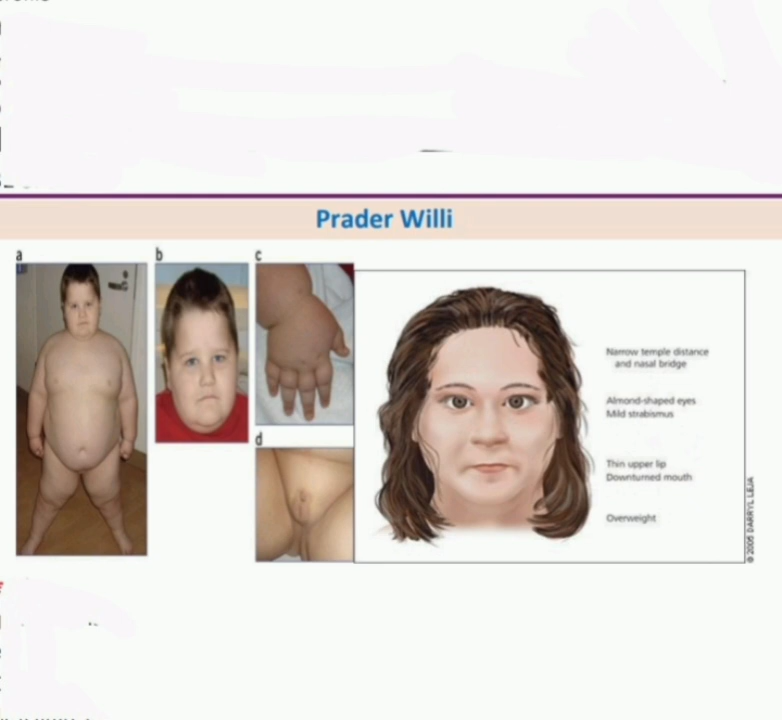 Prader Willi
a
b
c
d
Narrow temple distance
and nasal bridge
Almond-shaped eyes
Mild strabismus
Thin upper lip
Downturned mouth
Overweight
© 2005 DARRYL LEJA